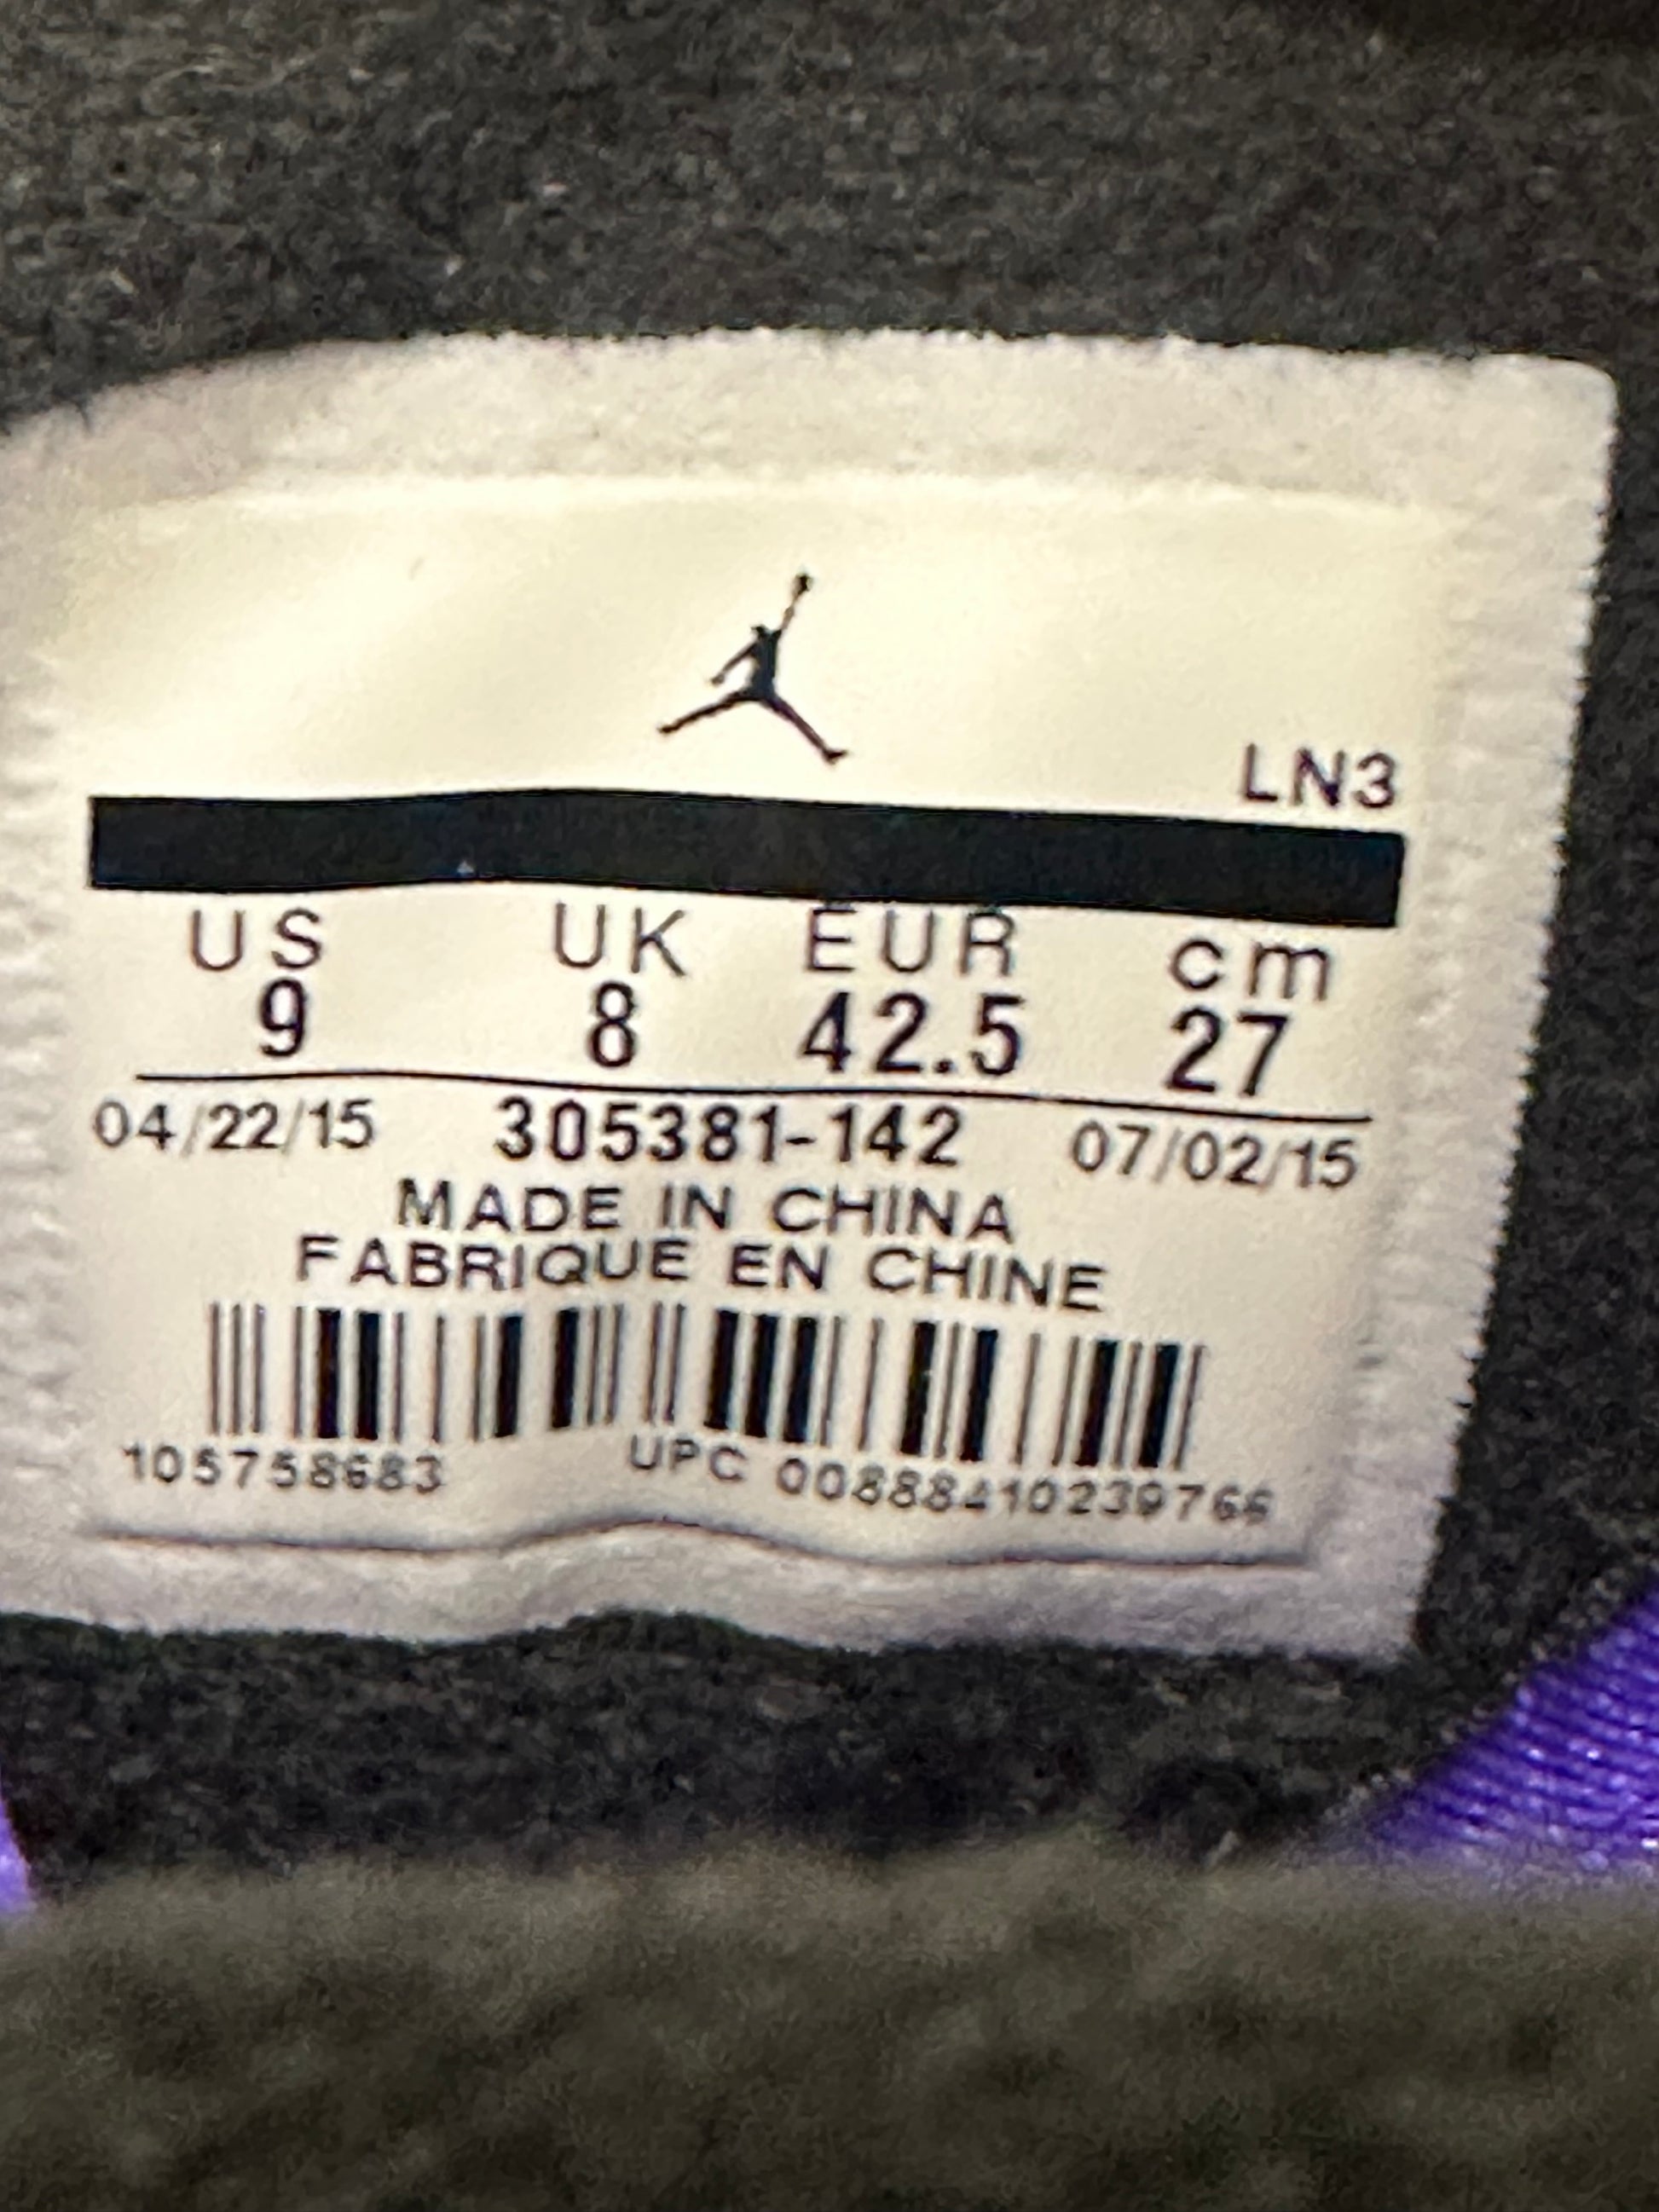 LN3
US UK EUR cm
9 8 42.5 27
04/22/15 305381-142 07/02/15
MADE IN CHINA
FABRIQUE EN CHINE
105758683 UPC 00888410239766